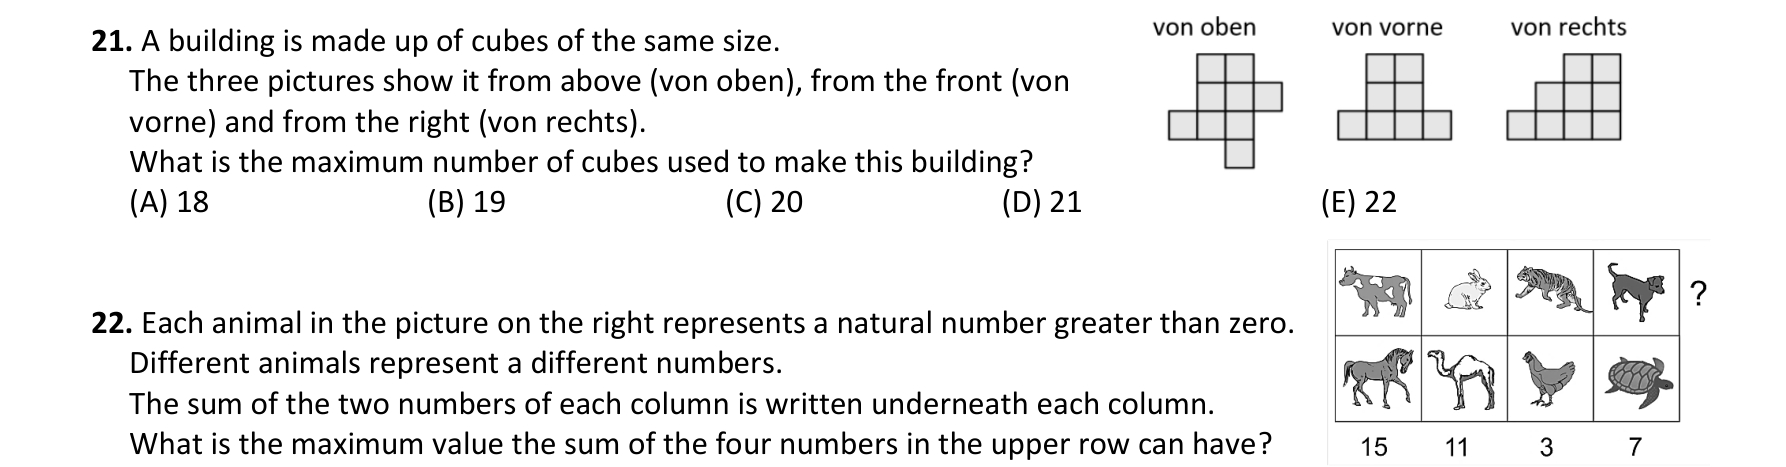 21. A building is made up of cubes of the same size.
The three pictures show it from above (von oben), from the front (von
vorne) and from the right (von rechts).
What is the maximum number of cubes used to make this building?
(A) 18 (B) 19 (C) 20 (D) 21 (E) 22
von oben von vorne von rechts
22. Each animal in the picture on the right represents a natural number greater than zero.
Different animals represent a different numbers.
The sum of the two numbers of each column is written underneath each column.
What is the maximum value the sum of the four numbers in the upper row can have?
?
15 11 3 7